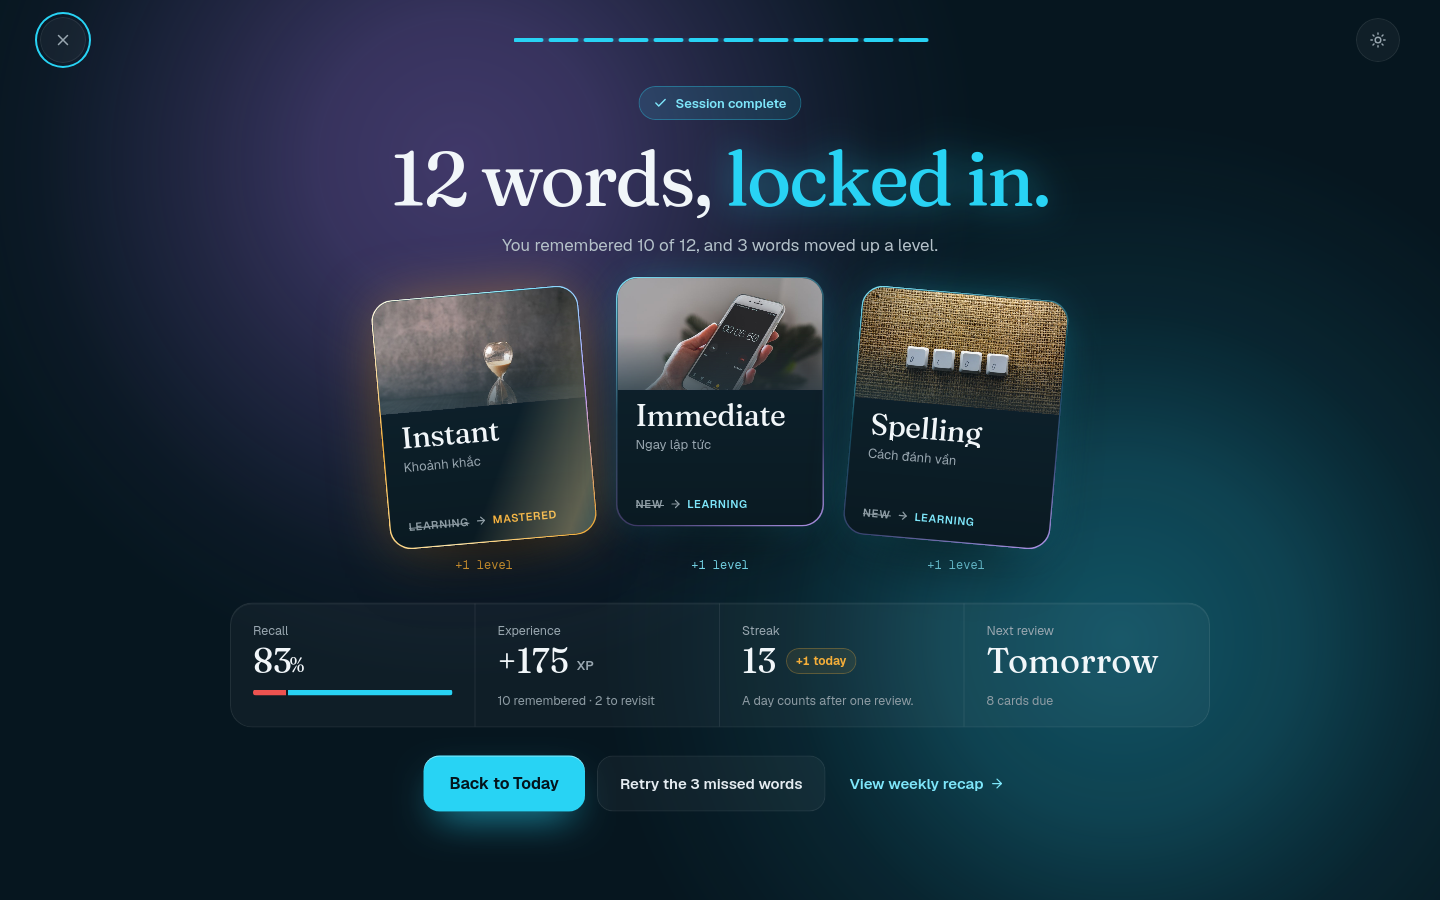 Session complete
12 words, locked in.
You remembered 10 of 12, and 3 words moved up a level.
Instant
Khoảnh khắc
LEARNING → MASTERED
+1 level
Immediate
Ngay lập tức
NEW → LEARNING
+1 level
Spelling
Cách đánh vần
NEW → LEARNING
+1 level
Recall
83%
Experience
+175 XP
10 remembered · 2 to revisit
Streak
13 +1 today
A day counts after one review.
Next review
Tomorrow
8 cards due
Back to Today
Retry the 3 missed words
View weekly recap →